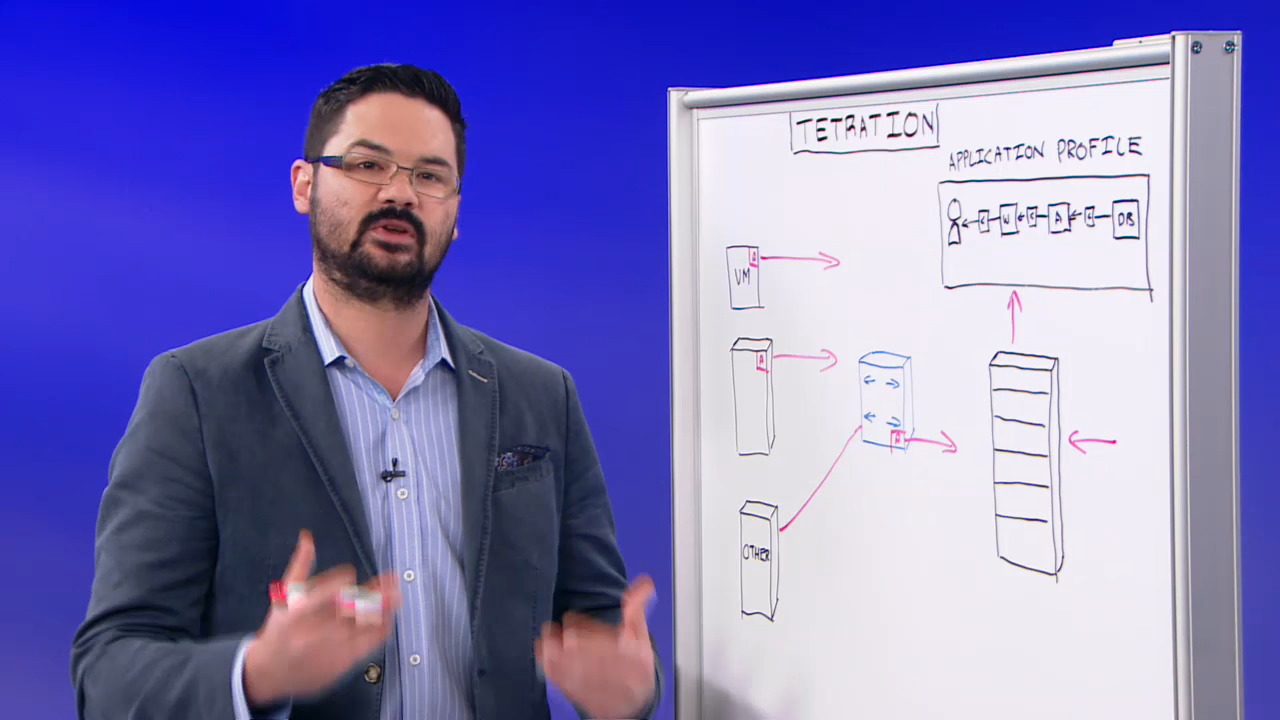 TETRATION
APPLICATION PROFILE
C W C A C DB
A
VM
A
A
OTHER